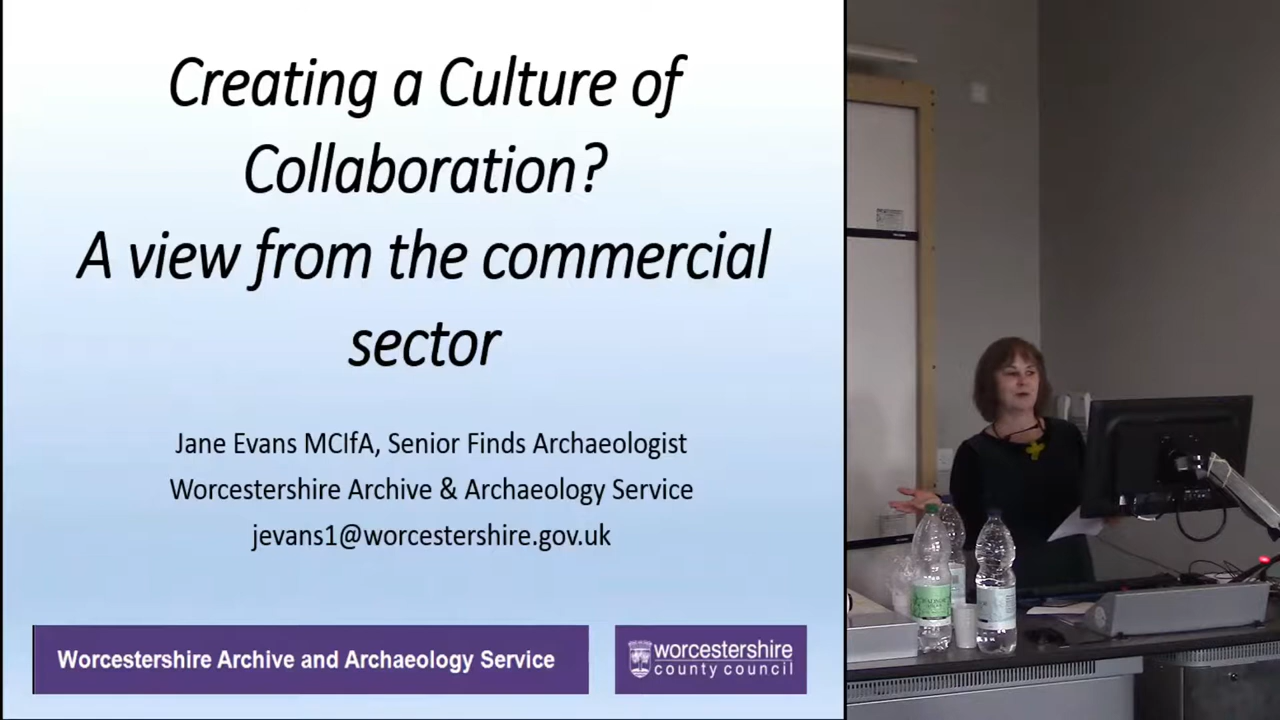 Creating a Culture of
Collaboration?
A view from the commercial
sector
Jane Evans MCIfA, Senior Finds Archaeologist
Worcestershire Archive & Archaeology Service
jevans1@worcestershire.gov.uk
Worcestershire Archive and Archaeology Service
worcestershire
county council